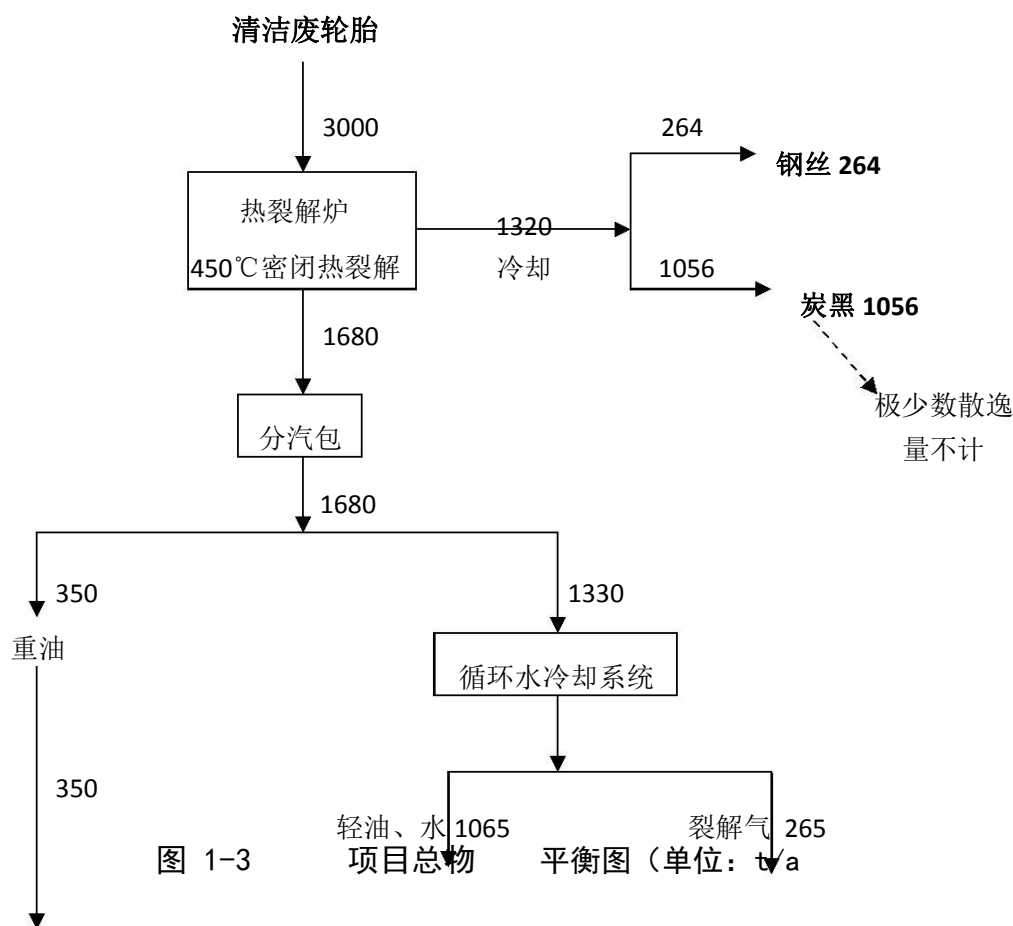 清洁废轮胎
3000
264
钢丝 264
热裂解炉
450℃密闭热裂解
1320
冷却
1056
炭黑 1056
1680
极少数散逸
量不计
分汽包
1680
350
1330
重油
循环水冷却系统
350
轻油、水 1065
裂解气 265
图 1-3 项目总物 平衡图（单位：t/a